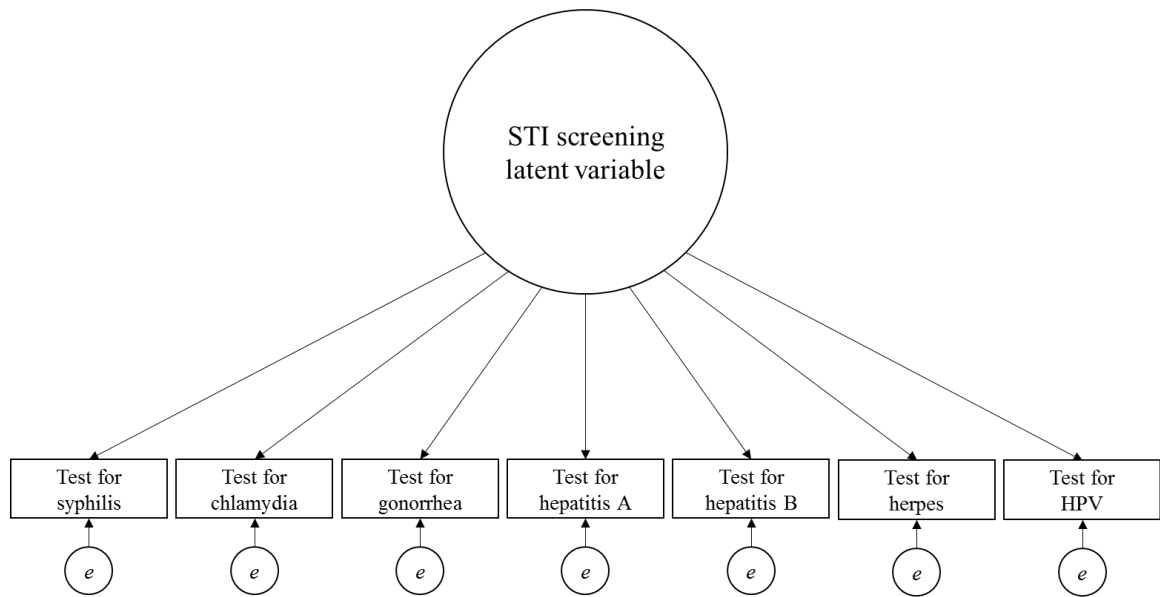 STI screening
latent variable
Test for
syphilis
Test for
chlamydia
Test for
gonorrhea
Test for
hepatitis A
Test for
hepatitis B
Test for
herpes
Test for
HPV
e
e
e
e
e
e
e